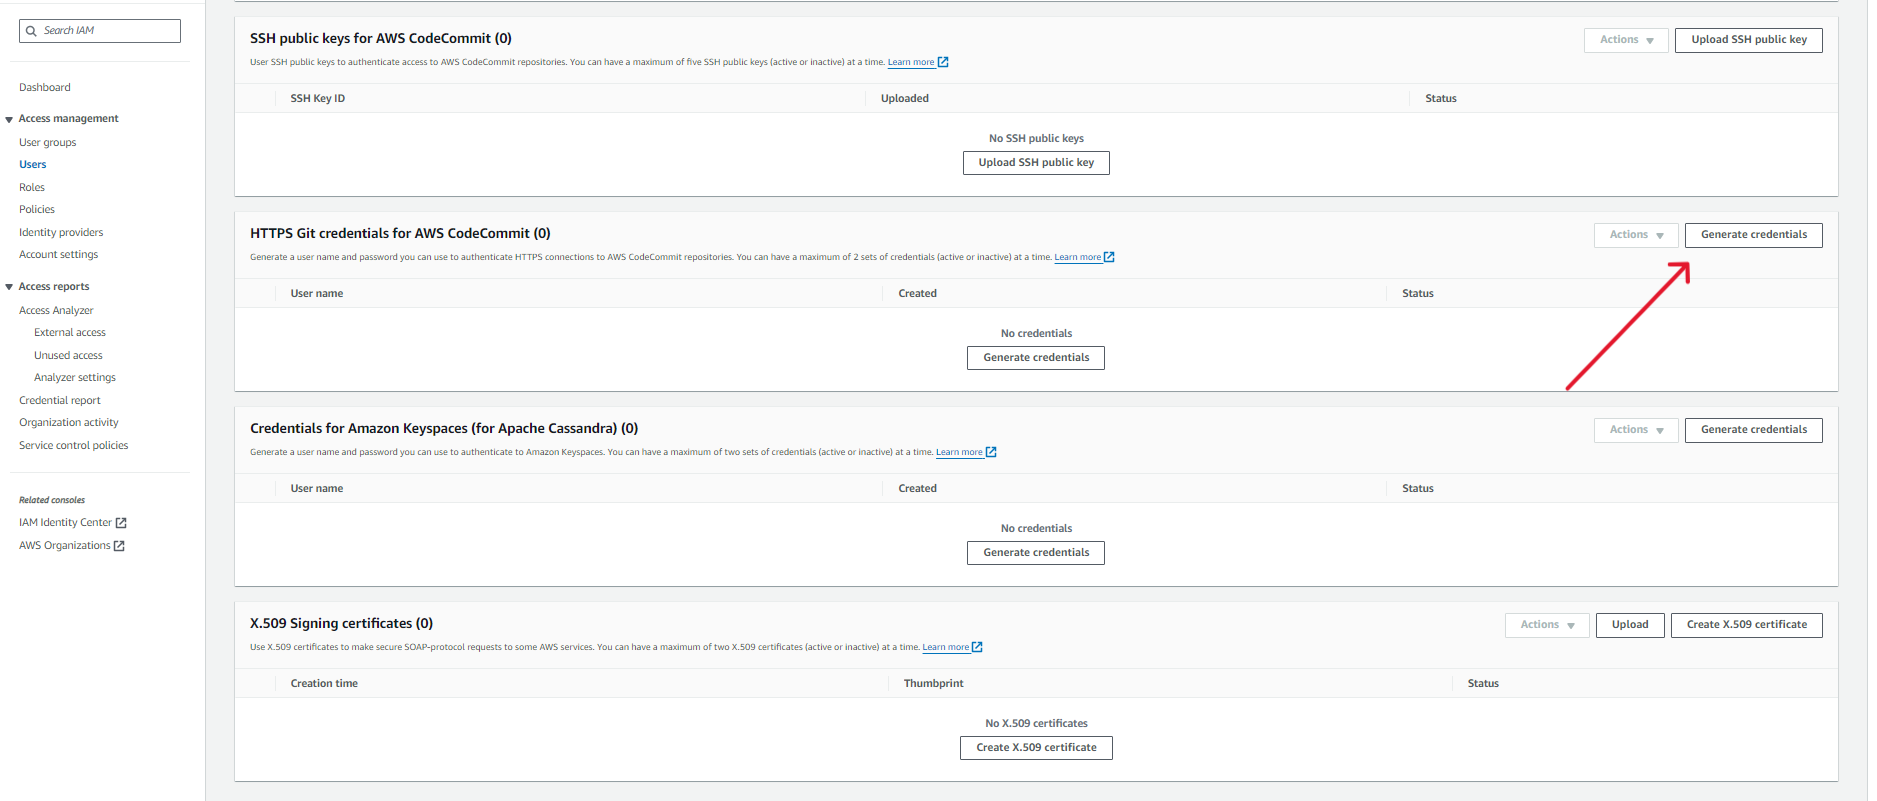 Search IAM
Dashboard
Access management
User groups
Users
Roles
Policies
Identity providers
Account settings
Access reports
Access Analyzer
External access
Unused access
Analyzer settings
Credential report
Organization activity
Service control policies
Related consoles
IAM Identity Center
AWS Organizations
SSH public keys for AWS CodeCommit (0)
Actions
Upload SSH public key
User SSH public keys to authenticate access to AWS CodeCommit repositories. You can have a maximum of five SSH public keys (active or inactive) at a time. Learn more
SSH Key ID
Uploaded
Status
No SSH public keys
Upload SSH public key
HTTPS Git credentials for AWS CodeCommit (0)
Actions
Generate credentials
Generate a user name and password you can use to authenticate HTTPS connections to AWS CodeCommit repositories. You can have a maximum of 2 sets of credentials (active or inactive) at a time. Learn more
User name
Created
Status
No credentials
Generate credentials
Credentials for Amazon Keyspaces (for Apache Cassandra) (0)
Actions
Generate credentials
Generate a user name and password you can use to authenticate to Amazon Keyspaces. You can have a maximum of two sets of credentials (active or inactive) at a time. Learn more
User name
Created
Status
No credentials
Generate credentials
X.509 Signing certificates (0)
Actions
Upload
Create X.509 certificate
Use X.509 certificates to make secure SOAP-protocol requests to some AWS services. You can have a maximum of two X.509 certificates (active or inactive) at a time. Learn more
Creation time
Thumbprint
Status
No X.509 certificates
Create X.509 certificate